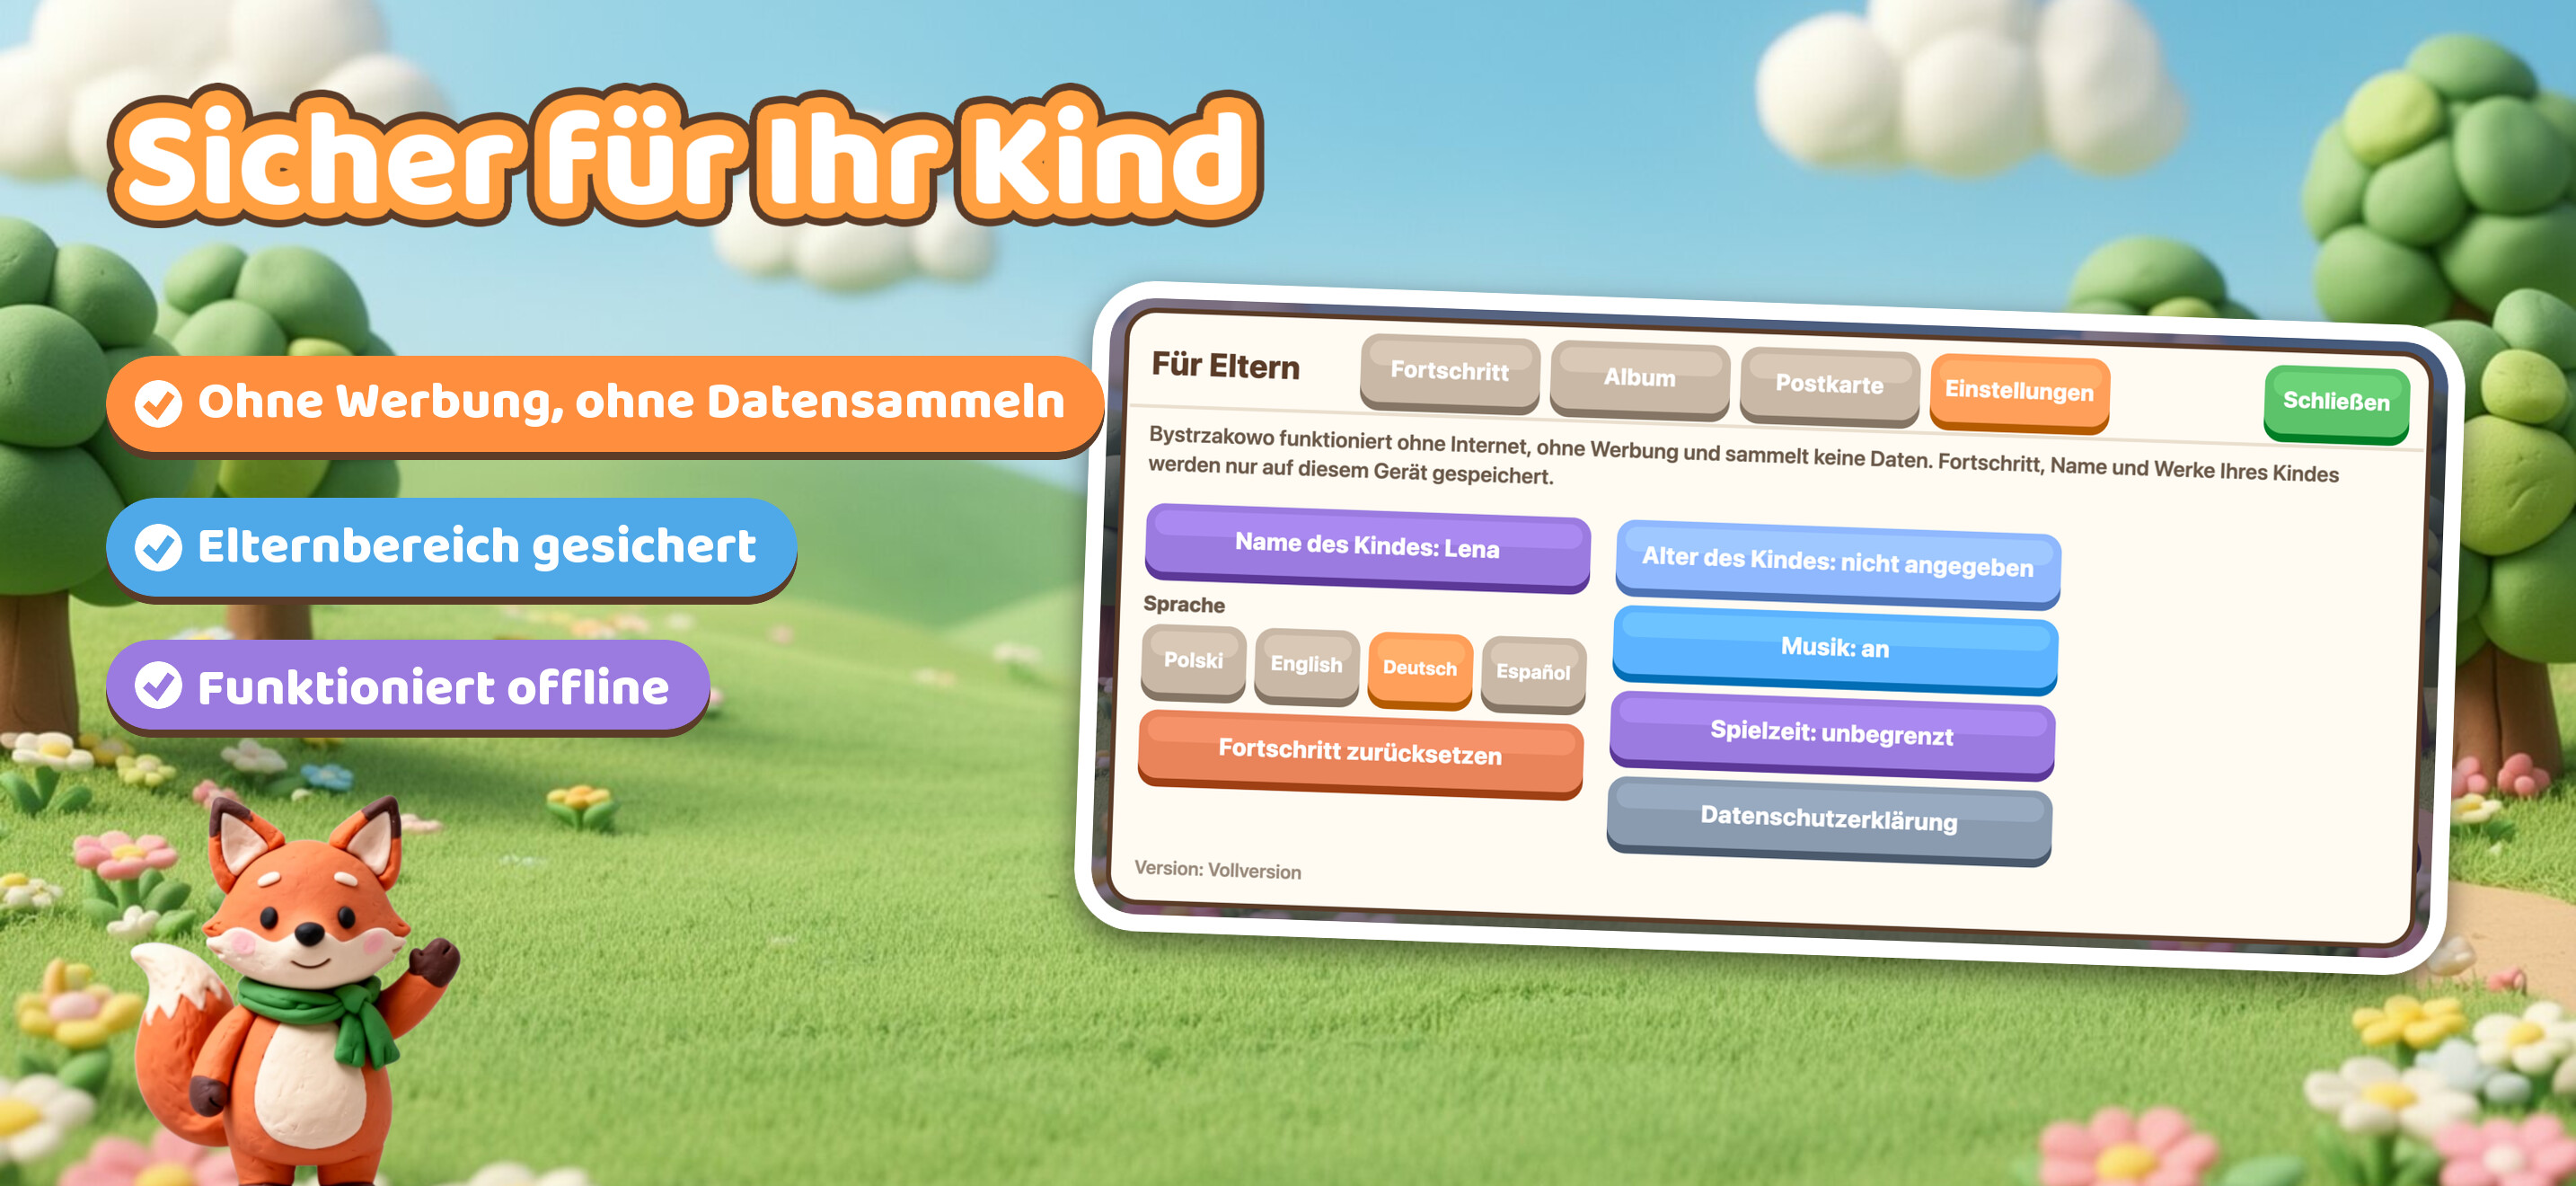 Sicher für Ihr Kind
Ohne Werbung, ohne Datensammeln
Elternbereich gesichert
Funktioniert offline
Für Eltern
Fortschritt
Album
Postkarte
Einstellungen
Schließen
Bystrzakowo funktioniert ohne Internet, ohne Werbung und sammelt keine Daten. Fortschritt, Name und Werke Ihres Kindes
werden nur auf diesem Gerät gespeichert.
Name des Kindes: Lena
Alter des Kindes: nicht angegeben
Sprache
Polski
English
Deutsch
Español
Musik: an
Fortschritt zurücksetzen
Spielzeit: unbegrenzt
Datenschutzerklärung
Version: Vollversion